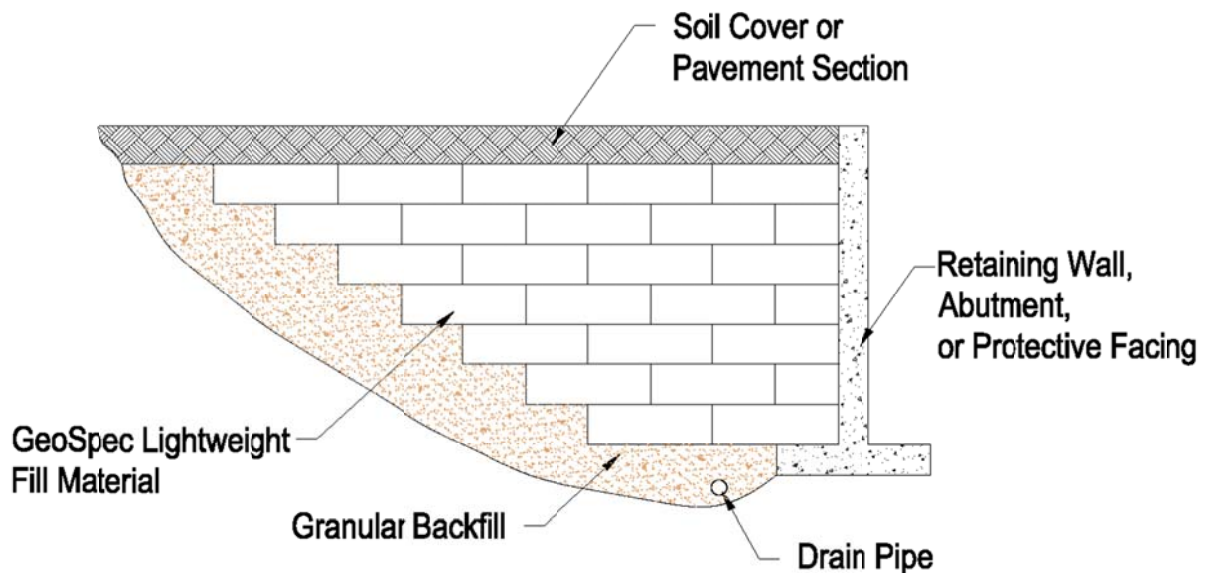 Soil Cover or
Pavement Section
Retaining Wall,
Abutment,
or Protective Facing
GeoSpec Lightweight
Fill Material
Granular Backfill
Drain Pipe